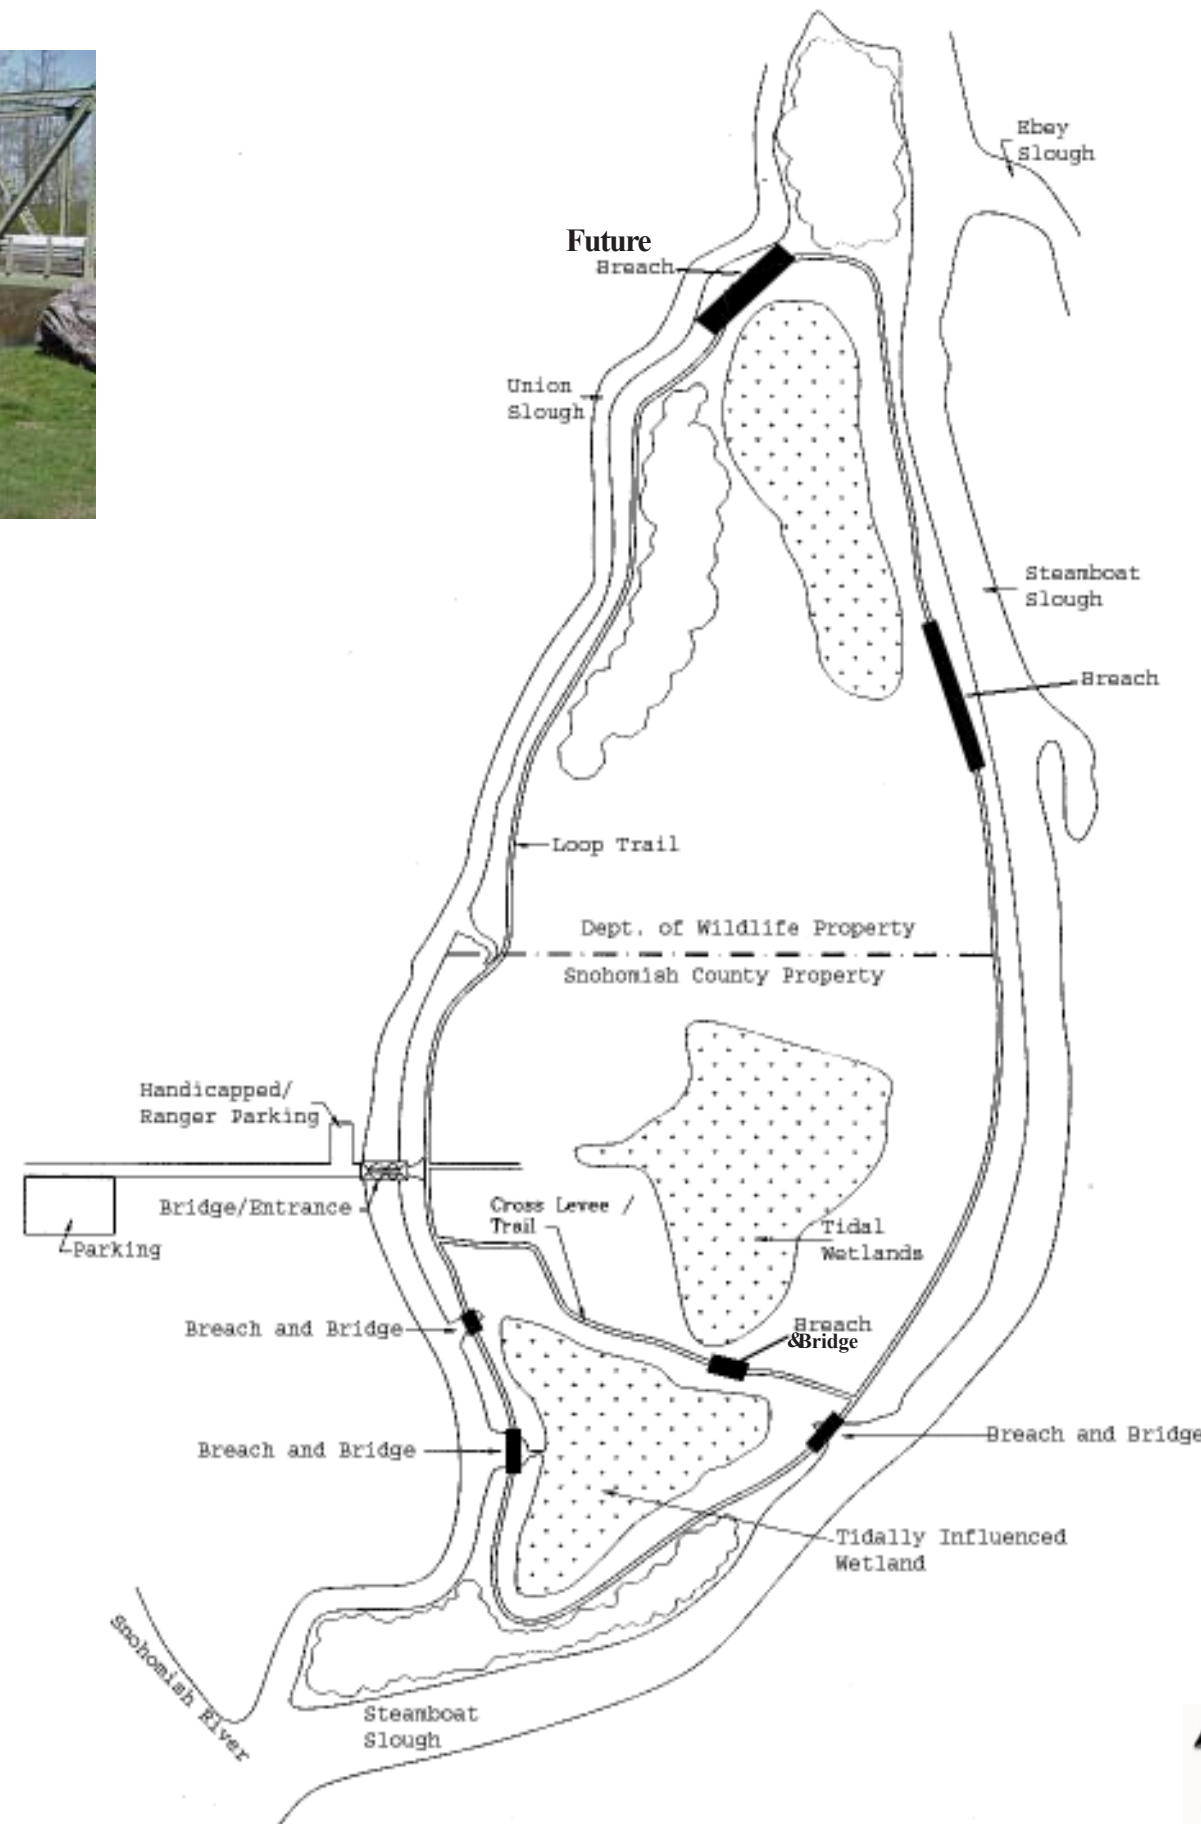 Ebey
Slough
Future
Breach
Union
Slough
Steamboat
Slough
Breach
Loop Trail
Dept. of Wildlife Property
Snohomish County Property
Handicapped/
Ranger Parking
Bridge/Entrance
Parking
Cross Levee /
Trail
Tidal
Wetlands
Breach and Bridge
Breach
&Bridge
Breach and Bridge
Breach and Bridge
Tidally Influenced
Wetland
Snohomish River
Steamboat
Slough